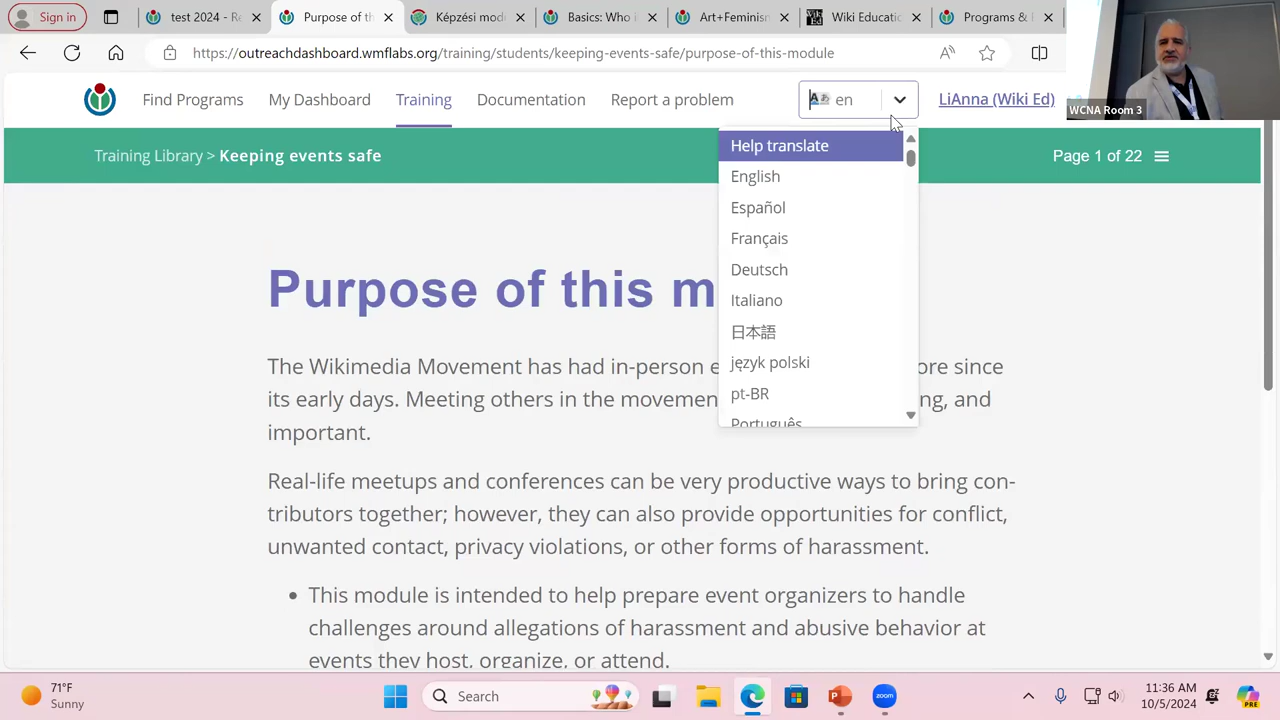 Sign in
test 2024 - Re
Purpose of th
Képzési mod
Basics: Who i
Art+Feminism
Wiki Educatio
Programs &
https://outreachdashboard.wmflabs.org/training/students/keeping-events-safe/purpose-of-this-module
Find Programs
My Dashboard
Training
Documentation
Report a problem
en
LiAnna (Wiki Ed)
WCNA Room 3
Training Library > Keeping events safe
Page 1 of 22
Help translate
English
Español
Français
Deutsch
Italiano
日本語
język polski
pt-BR
Português
Purpose of this m
The Wikimedia Movement has had in-person e ore since
its early days. Meeting others in the movemen ng, and
important.
Real-life meetups and conferences can be very productive ways to bring con-
tributors together; however, they can also provide opportunities for conflict,
unwanted contact, privacy violations, or other forms of harassment.
• This module is intended to help prepare event organizers to handle
challenges around allegations of harassment and abusive behavior at
events they host, organize, or attend.
71°F
Sunny
Search
zoom
PRE
11:36 AM
10/5/2024